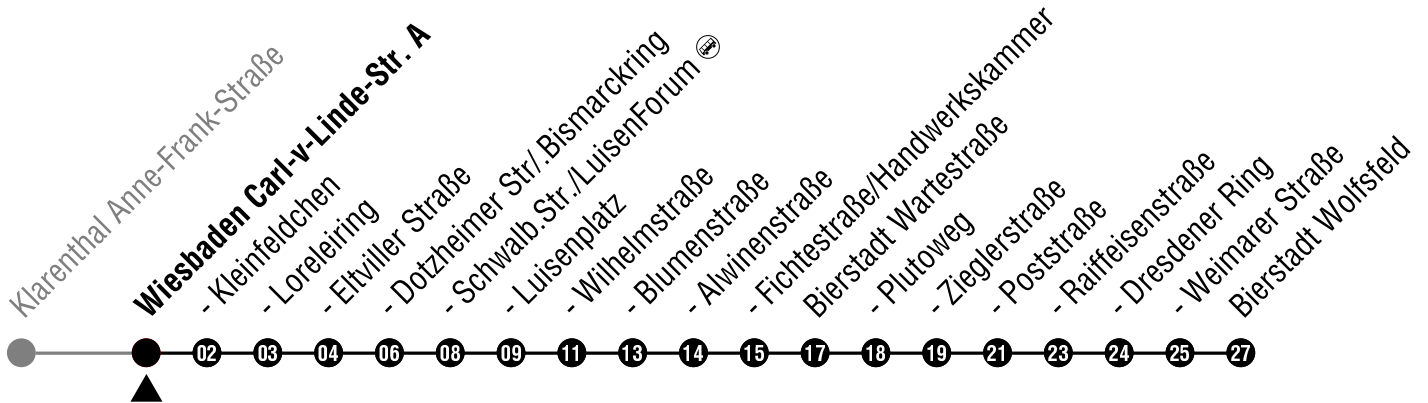 Klarenthal Anne-Frank-Straße
Wiesbaden Carl-v-Linde-Str. A
- Kleinfeldchen
- Loreleiring
- Eltviller Straße
- Dotzheimer Str/.Bismarckring
- Schwalb.Str./LuisenForum
- Luisenplatz
- Wilhelmstraße
- Blumenstraße
- Alwinenstraße
- Fichtestraße/Handwerkskammer
Bierstadt Wartestraße
- Plutoweg
- Zieglerstraße
- Poststraße
- Raiffeisenstraße
- Dresdener Ring
- Weimarer Straße
Bierstadt Wolfsfeld
02 03 04 06 08 09 11 13 14 15 17 18 19 21 23 24 25 27